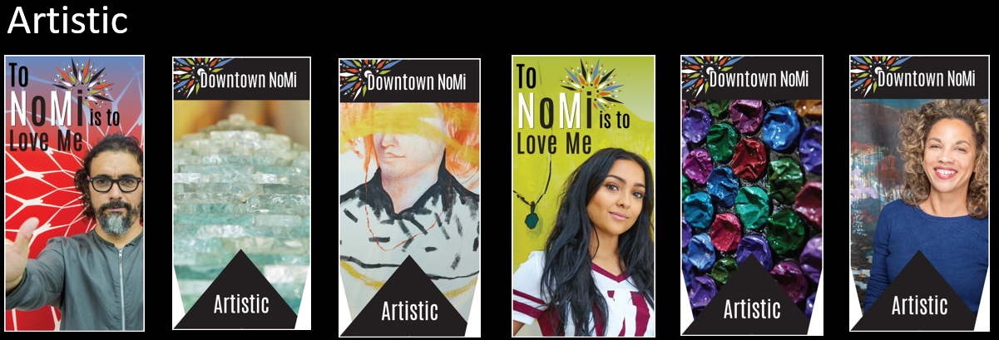 Artistic
To
NoMi is to
Love Me
Downtown NoMi
Artistic
Downtown NoMi
Artistic
To
NoMi is to
Love Me
Downtown NoMi
Artistic
Downtown NoMi
Artistic